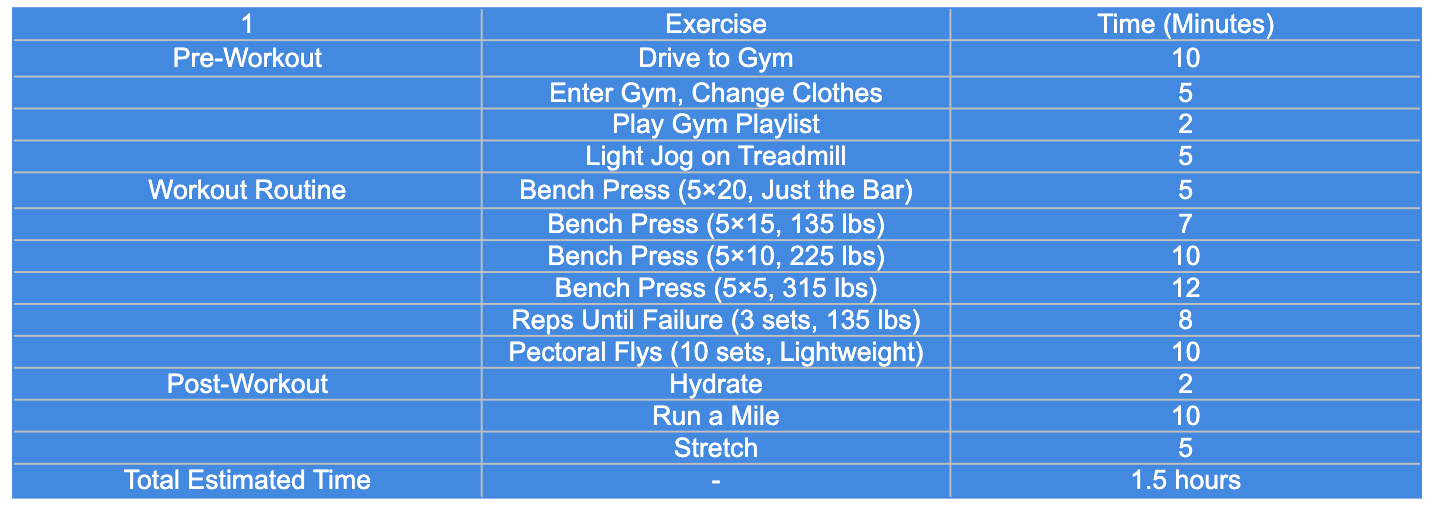 1 Exercise Time (Minutes)
Pre-Workout Drive to Gym 10
Enter Gym, Change Clothes 5
Play Gym Playlist 2
Light Jog on Treadmill 5
Workout Routine Bench Press (5×20, Just the Bar) 5
Bench Press (5×15, 135 lbs) 7
Bench Press (5×10, 225 lbs) 10
Bench Press (5×5, 315 lbs) 12
Reps Until Failure (3 sets, 135 lbs) 8
Pectoral Flys (10 sets, Lightweight) 10
Post-Workout Hydrate 2
Run a Mile 10
Stretch 5
Total Estimated Time - 1.5 hours